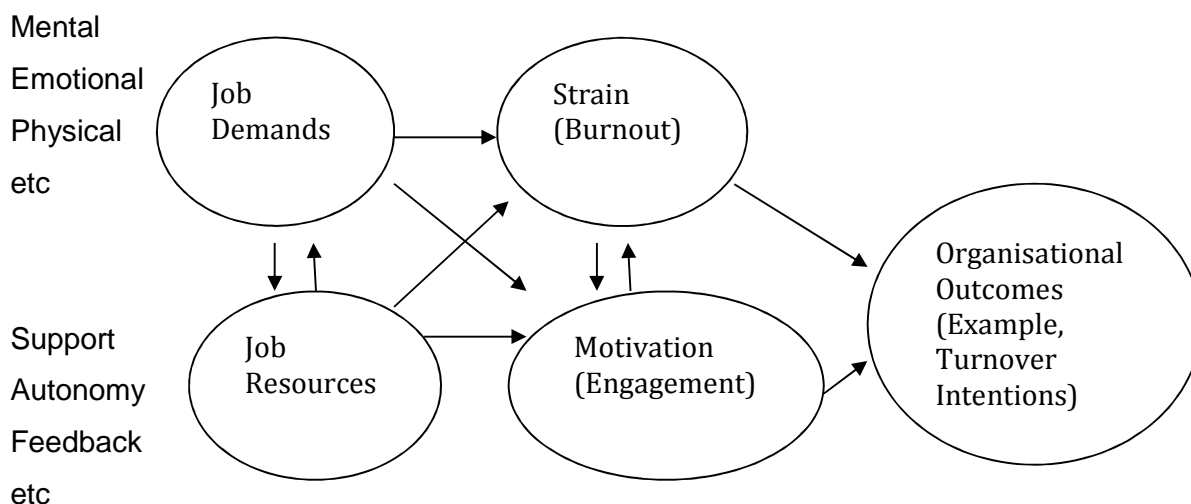 Mental
Emotional
Physical
etc
Job
Demands
Strain
(Burnout)
Support
Autonomy
Feedback
etc
Job
Resources
Motivation
(Engagement)
Organisational
Outcomes
(Example,
Turnover
Intentions)